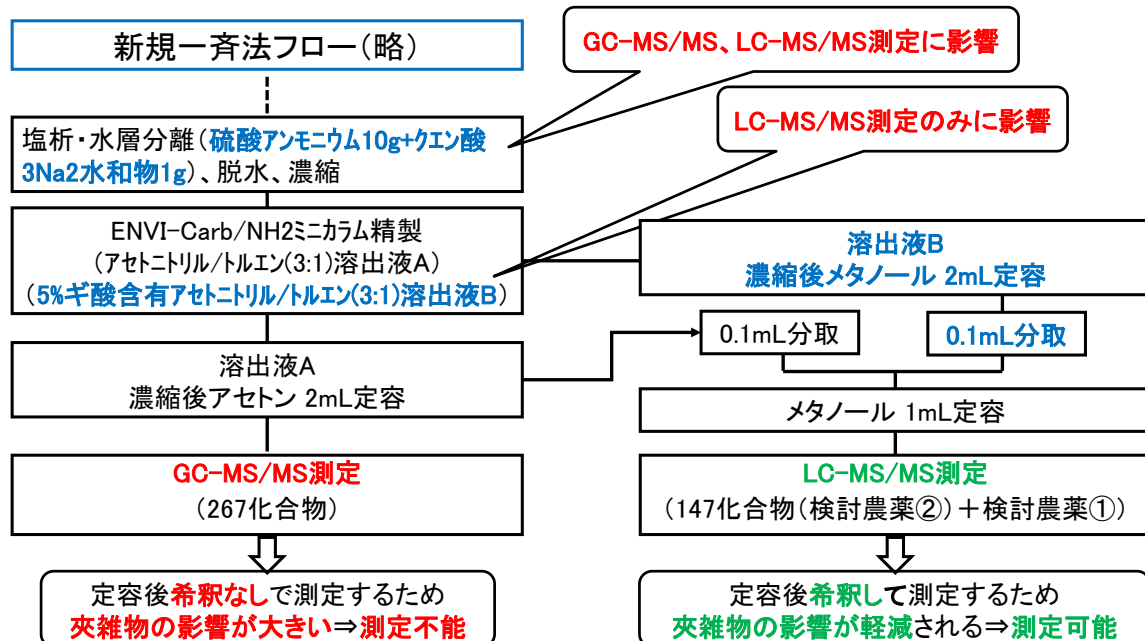 新規一斉法フロー(略)
GC-MS/MS、LC-MS/MS測定に影響
LC-MS/MS測定のみに影響
塩析・水層分離(硫酸アンモニウム10g+クエン酸
3Na2水和物1g)、脱水、濃縮
ENVI-Carb/NH2ミニカラム精製
(アセトニトリル/トルエン(3:1)溶出液A)
(5%ギ酸含有アセトニトリル/トルエン(3:1)溶出液B)
溶出液B
濃縮後メタノール 2mL定容
0.1mL分取
0.1mL分取
溶出液A
濃縮後アセトン 2mL定容
メタノール 1mL定容
GC-MS/MS測定
(267化合物)
LC-MS/MS測定
(147化合物(検討農薬②)+検討農薬①)
定容後希釈なしで測定するため
夾雑物の影響が大きい⇒測定不能
定容後希釈して測定するため
夾雑物の影響が軽減される⇒測定可能